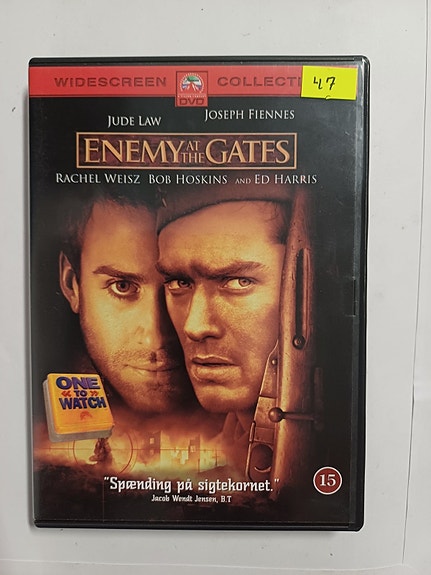 WIDESCREEN DVD COLLECTI
47
JUDE LAW JOSEPH FIENNES
ENEMY AT THE GATES
RACHEL WEISZ BOB HOSKINS AND ED HARRIS
ONE
«TO»
WATCH
"Spænding på sigtekornet."
Jacob Wendt Jensen, B.T
15